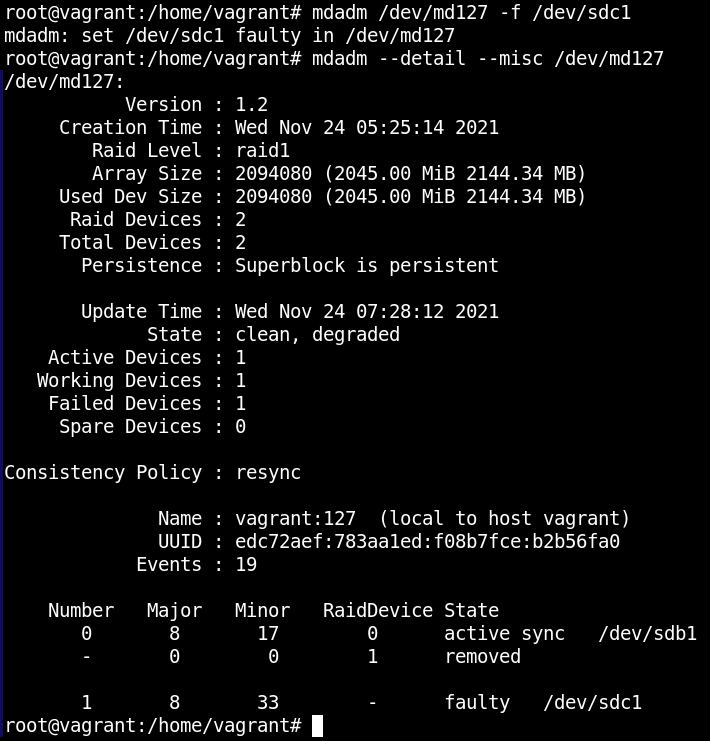 root@vagrant:/home/vagrant# mdadm /dev/md127 -f /dev/sdc1
mdadm: set /dev/sdc1 faulty in /dev/md127
root@vagrant:/home/vagrant# mdadm --detail --misc /dev/md127
/dev/md127:
           Version : 1.2
     Creation Time : Wed Nov 24 05:25:14 2021
        Raid Level : raid1
        Array Size : 2094080 (2045.00 MiB 2144.34 MB)
     Used Dev Size : 2094080 (2045.00 MiB 2144.34 MB)
      Raid Devices : 2
     Total Devices : 2
       Persistence : Superblock is persistent

       Update Time : Wed Nov 24 07:28:12 2021
             State : clean, degraded
    Active Devices : 1
   Working Devices : 1
    Failed Devices : 1
     Spare Devices : 0

Consistency Policy : resync

              Name : vagrant:127  (local to host vagrant)
              UUID : edc72aef:783aa1ed:f08b7fce:b2b56fa0
            Events : 19

    Number   Major   Minor   RaidDevice State
       0       8       17        0      active sync   /dev/sdb1
       -       0        0        1      removed

       1       8       33        -      faulty   /dev/sdc1
root@vagrant:/home/vagrant#